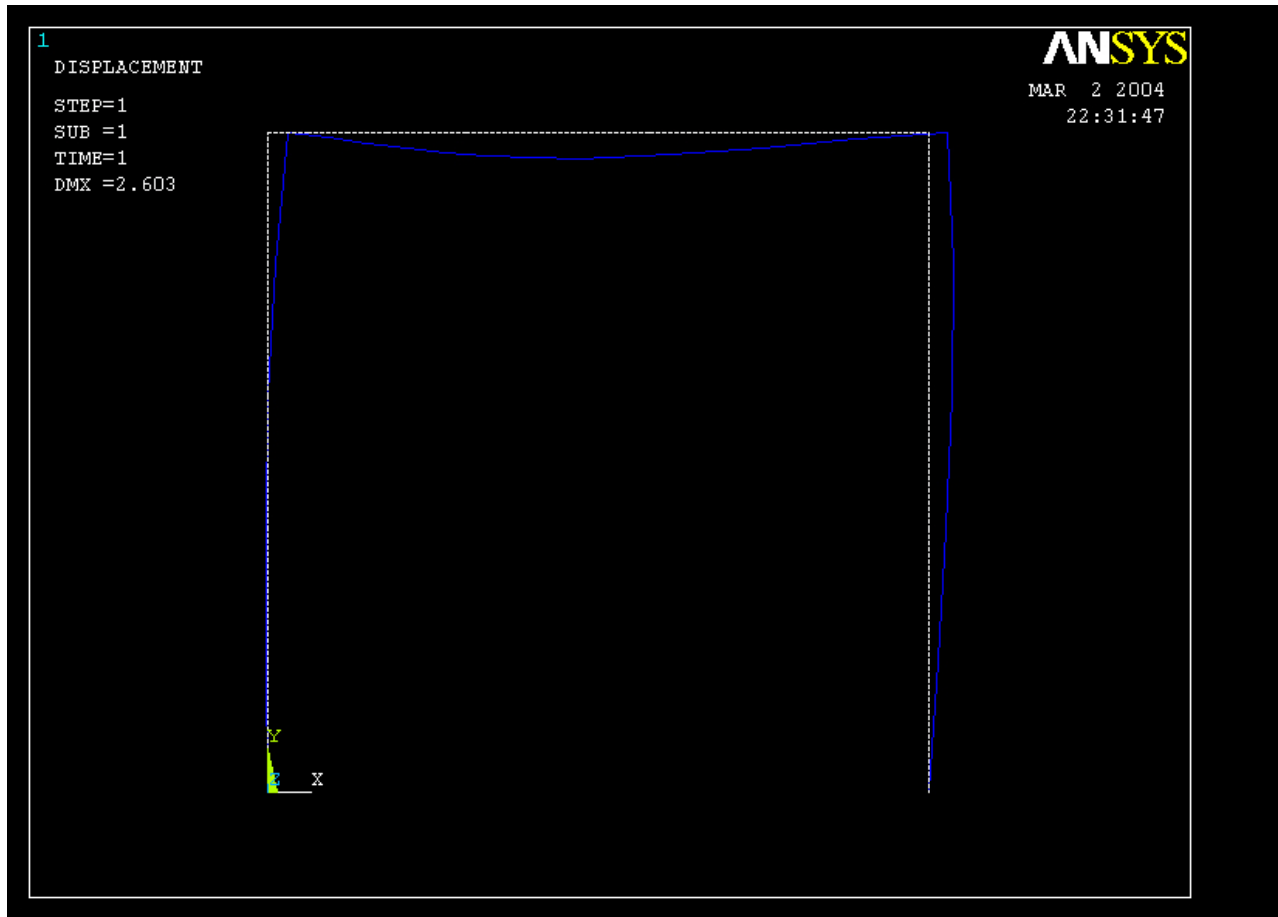 1
ANSYS
DISPLACEMENT
MAR 2 2004
STEP=1
22:31:47
SUB =1
TIME=1
DMX =2.603
Y
Z X